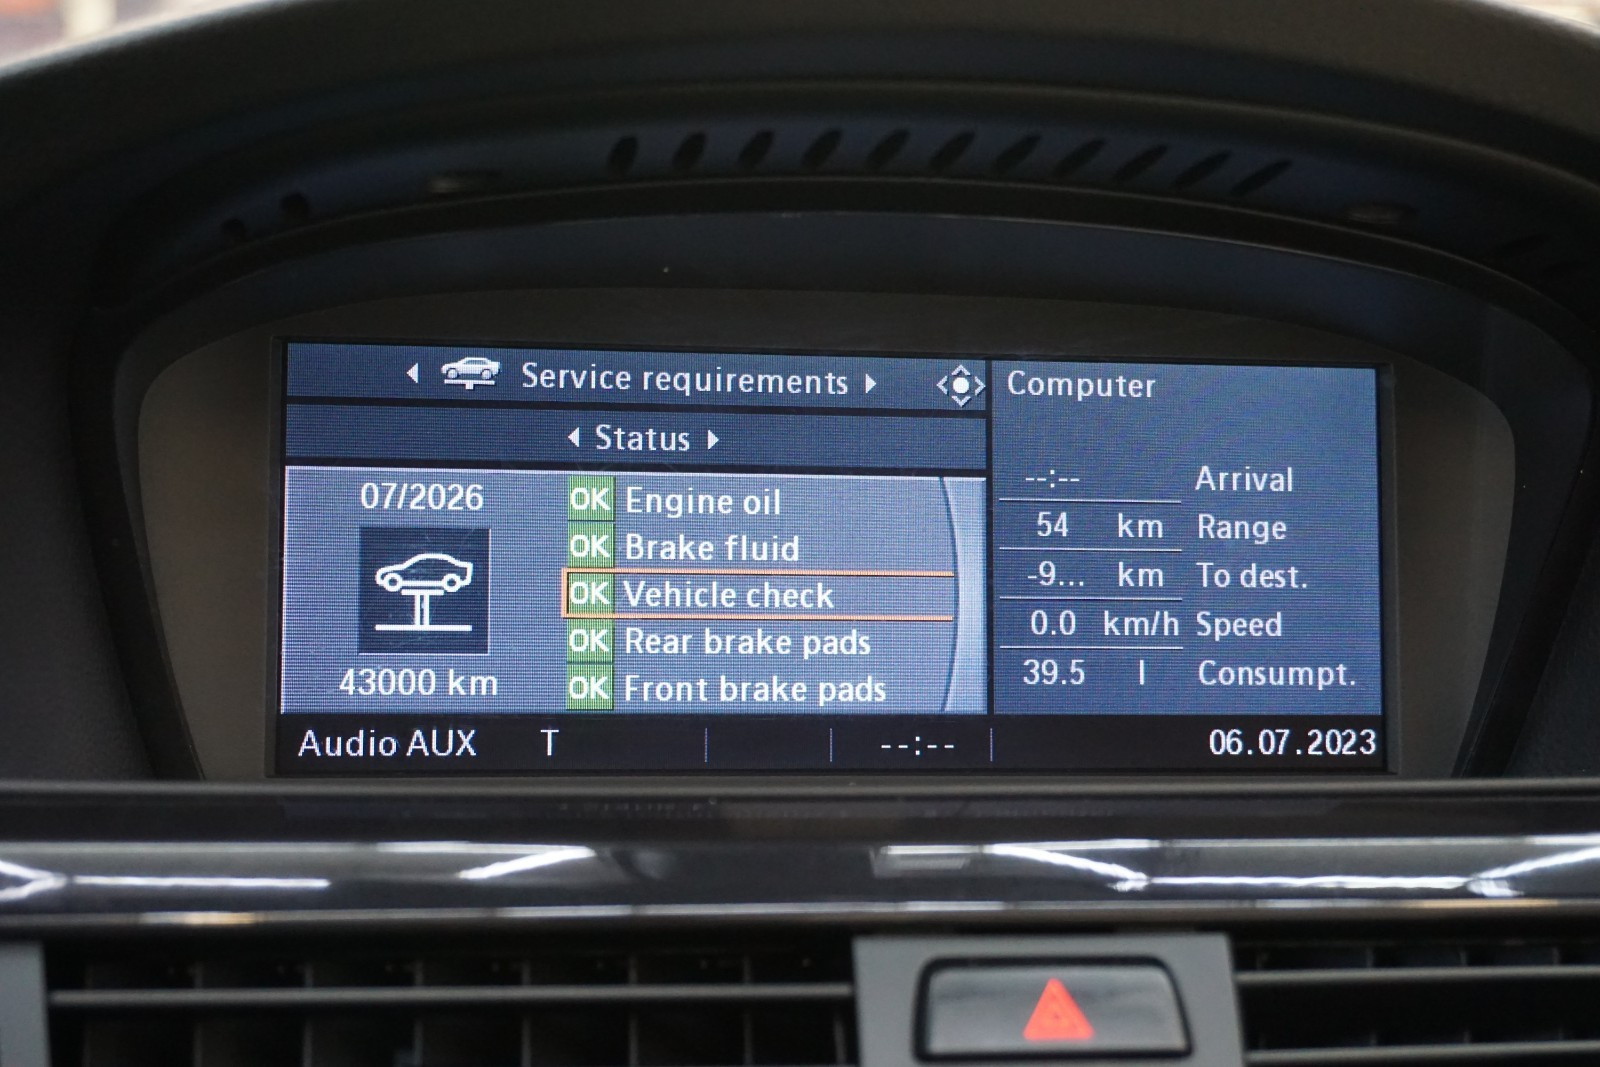 Service requirements
Status
07/2026
43000 km
OK Engine oil
OK Brake fluid
OK Vehicle check
OK Rear brake pads
OK Front brake pads
Computer
--:-- Arrival
54 km Range
-9... km To dest.
0.0 km/h Speed
39.5 l Consumpt.
Audio AUX T --:-- 06.07.2023